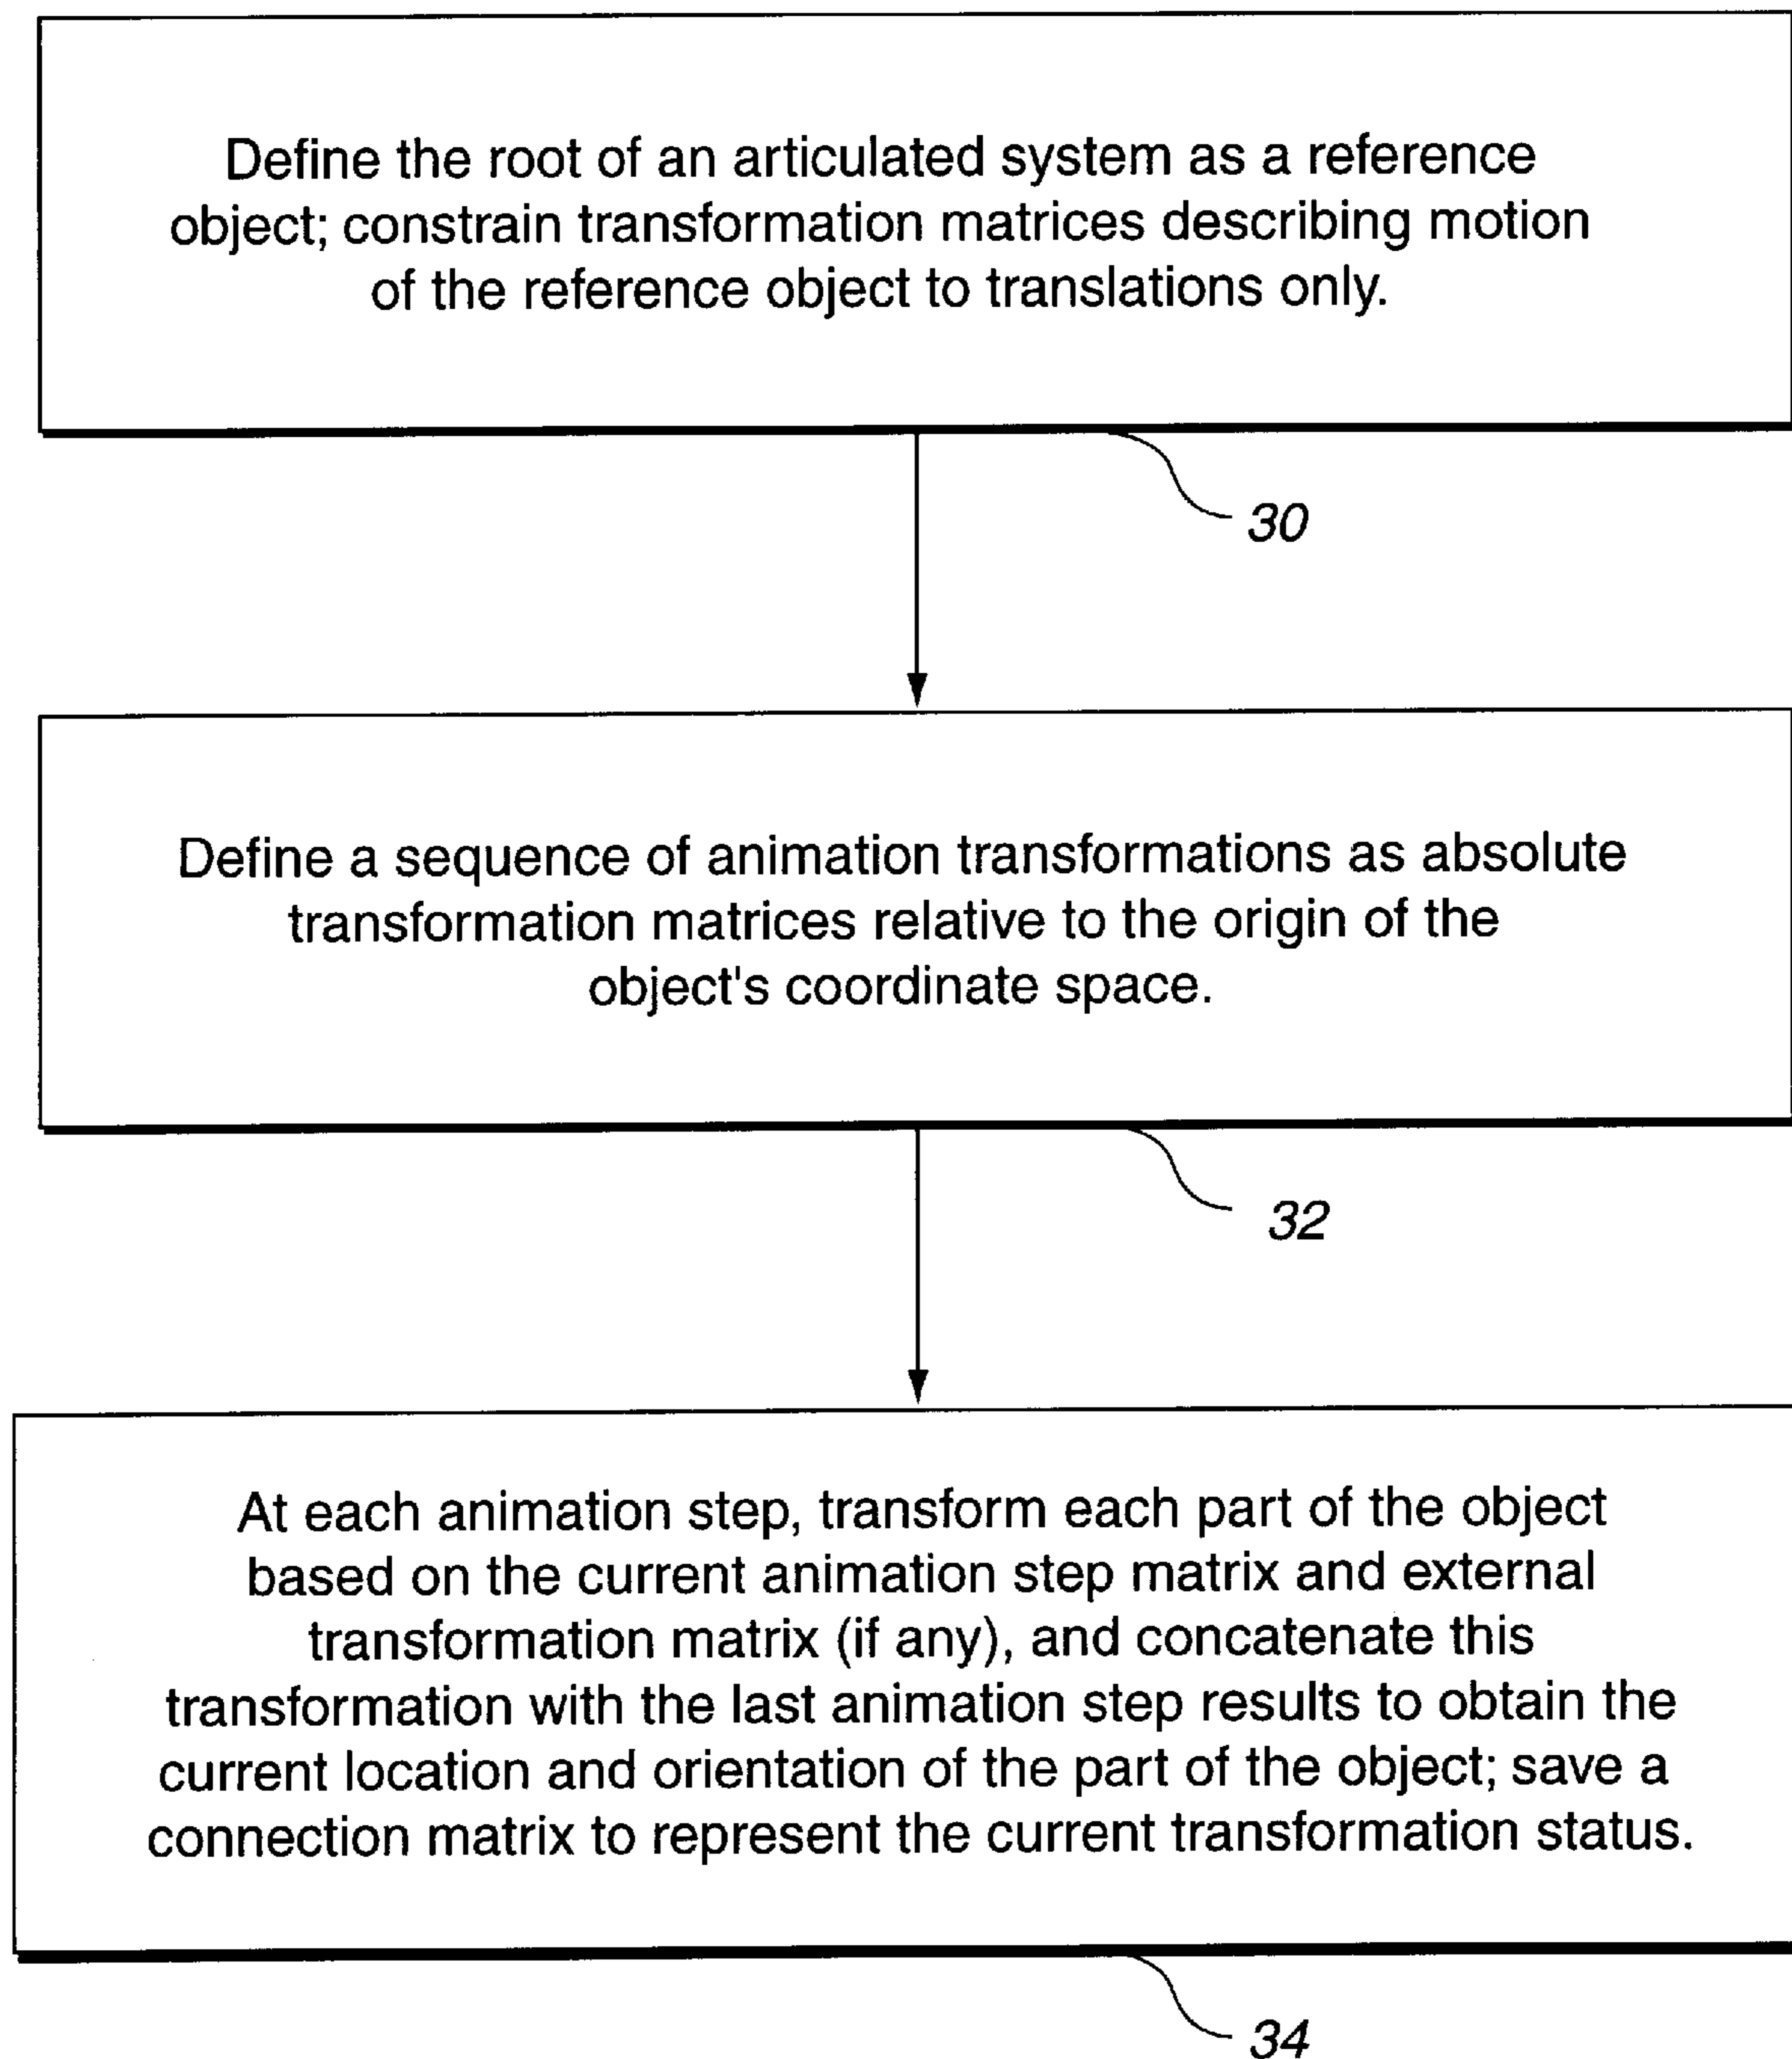 Define the root of an articulated system as a reference
object; constrain transformation matrices describing motion
of the reference object to translations only.
30
Define a sequence of animation transformations as absolute
transformation matrices relative to the origin of the
object's coordinate space.
32
At each animation step, transform each part of the object
based on the current animation step matrix and external
transformation matrix (if any), and concatenate this
transformation with the last animation step results to obtain the
current location and orientation of the part of the object; save a
connection matrix to represent the current transformation status.
34